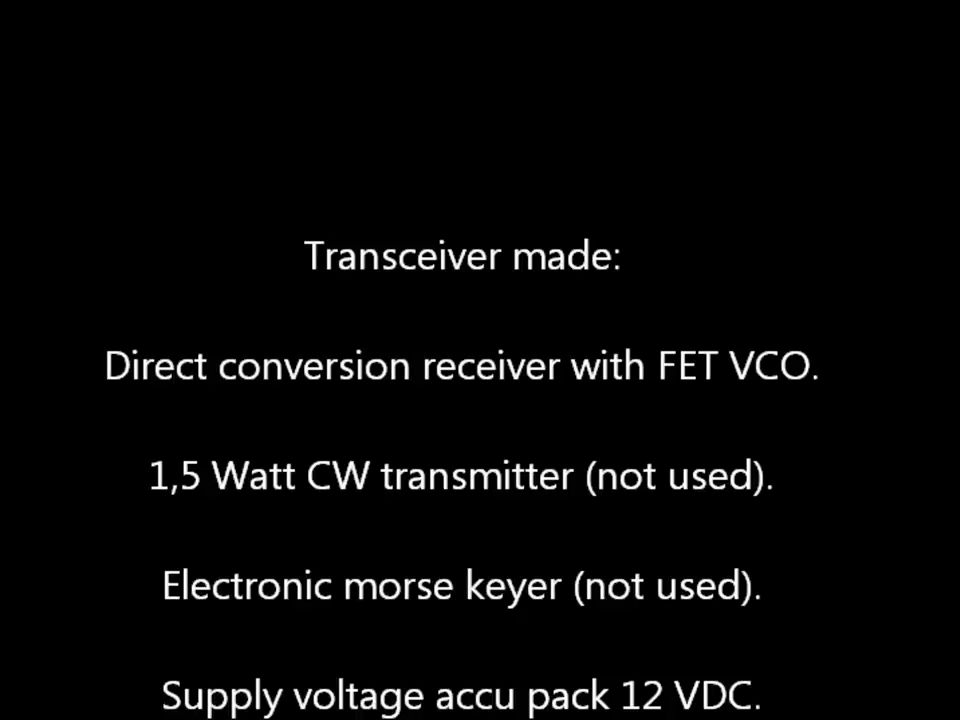 Transceiver made:
Direct conversion receiver with FET VCO.
1,5 Watt CW transmitter (not used).
Electronic morse keyer (not used).
Supply voltage accu pack 12 VDC.